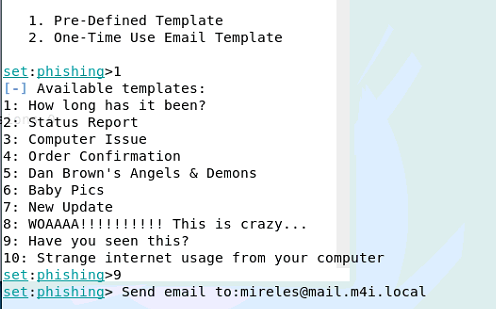 1. Pre-Defined Template
2. One-Time Use Email Template
set:phishing>1
[-] Available templates:
1: How long has it been?
2: Status Report
3: Computer Issue
4: Order Confirmation
5: Dan Brown's Angels & Demons
6: Baby Pics
7: New Update
8: WOAAAA!!!!!!!!!! This is crazy...
9: Have you seen this?
10: Strange internet usage from your computer
set:phishing>9
set:phishing> Send email to:mireles@mail.m4i.local